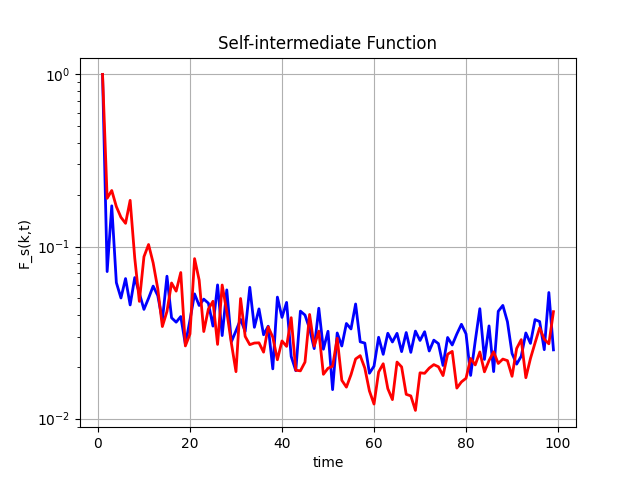 Self-intermediate Function
F_s(k,t)
10⁰
10⁻¹
10⁻²
0 20 40 60 80 100
time